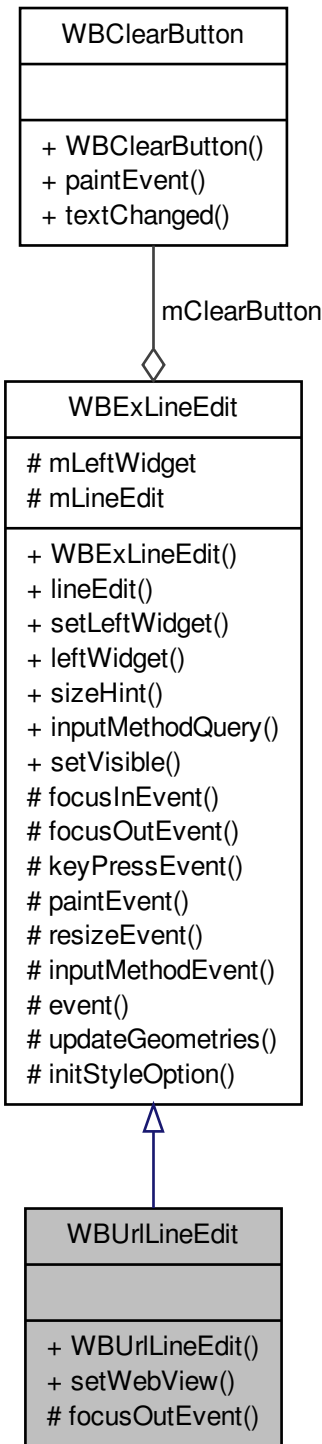 WBClearButton
+ WBClearButton()
+ paintEvent()
+ textChanged()
mClearButton
WBExLineEdit
# mLeftWidget
# mLineEdit
+ WBExLineEdit()
+ lineEdit()
+ setLeftWidget()
+ leftWidget()
+ sizeHint()
+ inputMethodQuery()
+ setVisible()
# focusInEvent()
# focusOutEvent()
# keyPressEvent()
# paintEvent()
# resizeEvent()
# inputMethodEvent()
# event()
# updateGeometries()
# initStyleOption()
WBUrlLineEdit
+ WBUrlLineEdit()
+ setWebView()
# focusOutEvent()